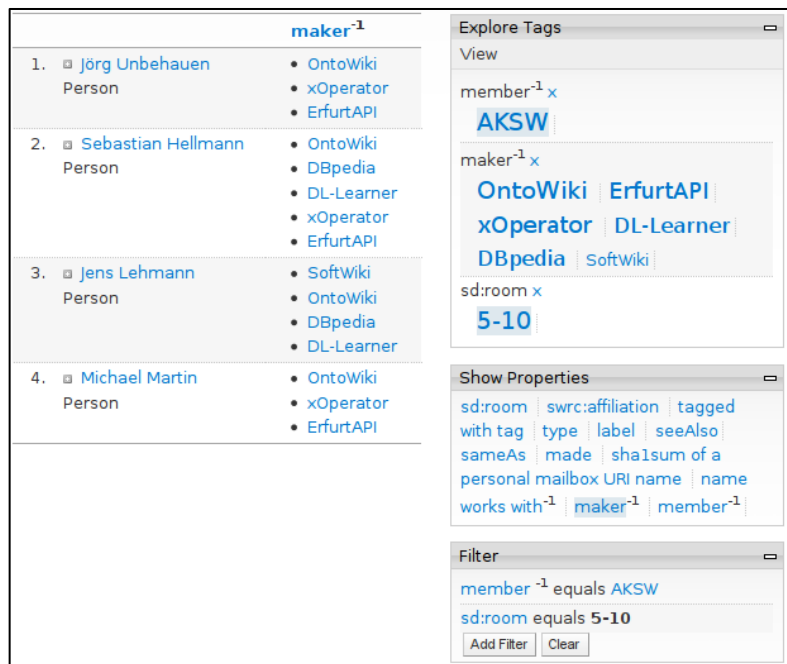 maker-1
1. Jörg Unbehauen
Person
• OntoWiki
• xOperator
• ErfurtAPI
2. Sebastian Hellmann
Person
• OntoWiki
• DBpedia
• DL-Learner
• xOperator
• ErfurtAPI
3. Jens Lehmann
Person
• SoftWiki
• OntoWiki
• DBpedia
• DL-Learner
4. Michael Martin
Person
• OntoWiki
• xOperator
• ErfurtAPI
Explore Tags
View
member-1 x
AKSW
maker-1 x
OntoWiki ErfurtAPI
xOperator DL-Learner
DBpedia SoftWiki
sd:room x
5-10
Show Properties
sd:room swrc:affiliation tagged
with tag type label seeAlso
sameAs made sha1sum of a
personal mailbox URI name name
works with-1 maker-1 member-1
Filter
member -1 equals AKSW
sd:room equals 5-10
Add Filter Clear